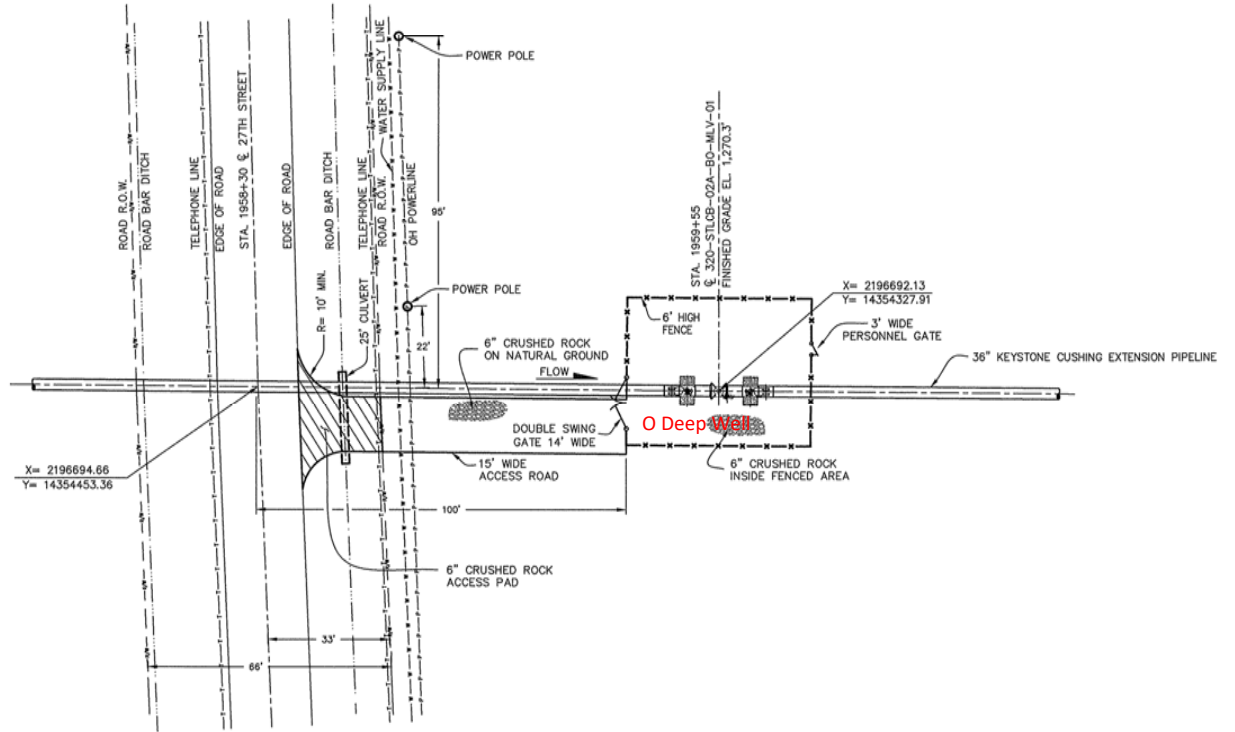 POWER POLE
WATER SUPPLY LINE
95'
ROAD R.O.W.
ROAD BAR DITCH
TELEPHONE LINE
EDGE OF ROAD
STA. 1958+30 ℄ 27TH STREET
EDGE OF ROAD
ROAD BAR DITCH
TELEPHONE LINE
ROAD R.O.W.
OH POWERLINE
STA. 1959+55
℄ 320-STLCB-02A-B0-MLV-01
FINISHED GRADE EL. 1,270.3'
R= 10' MIN.
25' CULVERT
POWER POLE
22'
X= 2196692.13
Y= 14354327.91
6' HIGH
FENCE
3' WIDE
PERSONNEL GATE
6" CRUSHED ROCK
ON NATURAL GROUND
FLOW
36" KEYSTONE CUSHING EXTENSION PIPELINE
O Deep Well
DOUBLE SWING
GATE 14' WIDE
X= 2196694.66
Y= 14354453.36
15' WIDE
ACCESS ROAD
6" CRUSHED ROCK
INSIDE FENCED AREA
100'
6" CRUSHED ROCK
ACCESS PAD
33'
66'